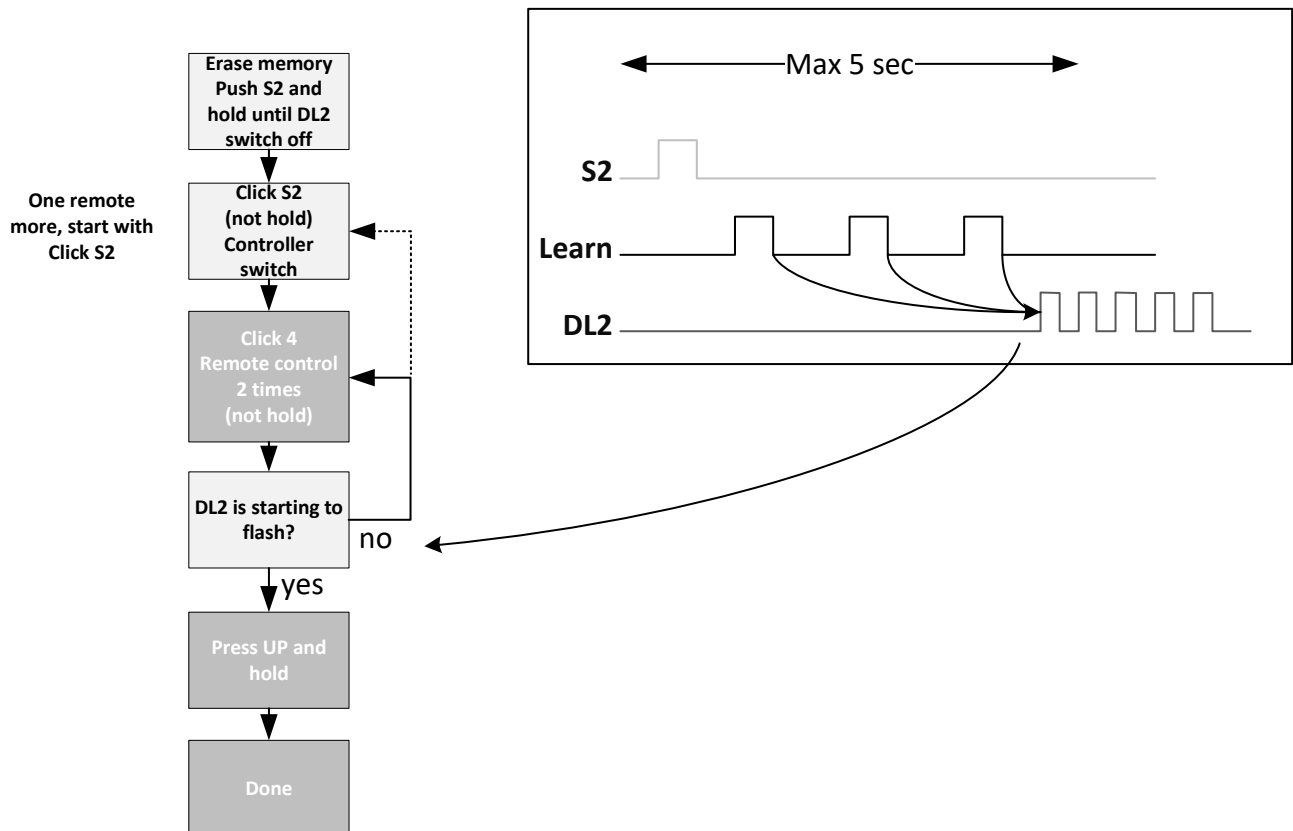 Erase memory
Push S2 and
hold until DL2
switch off
One remote
more, start with
Click S2
Click S2
(not hold)
Controller
switch
Click 4
Remote control
2 times
(not hold)
DL2 is starting to
flash?
no
yes
Press UP and
hold
Done
Max 5 sec
S2
Learn
DL2